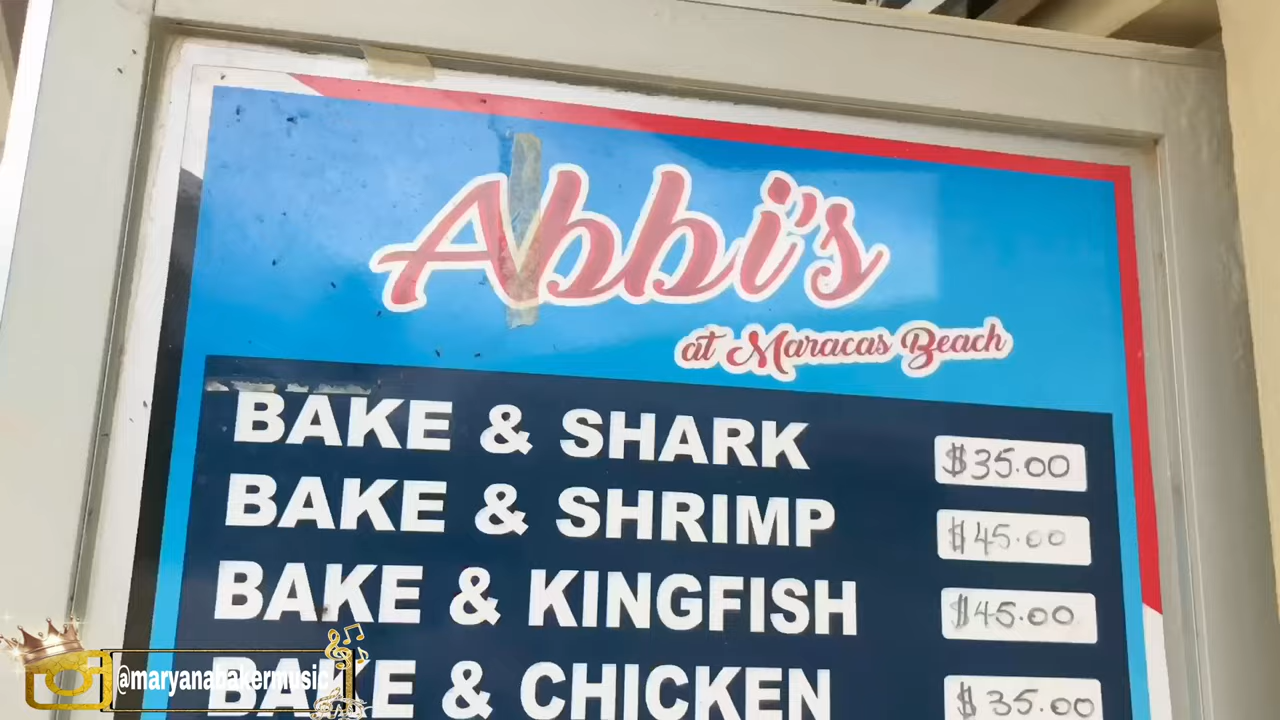 Abbi's
at Maracas Beach
BAKE & SHARK $35.00
BAKE & SHRIMP $45.00
BAKE & KINGFISH $45.00
BAKE & CHICKEN $35.00
@maryanabakermusic